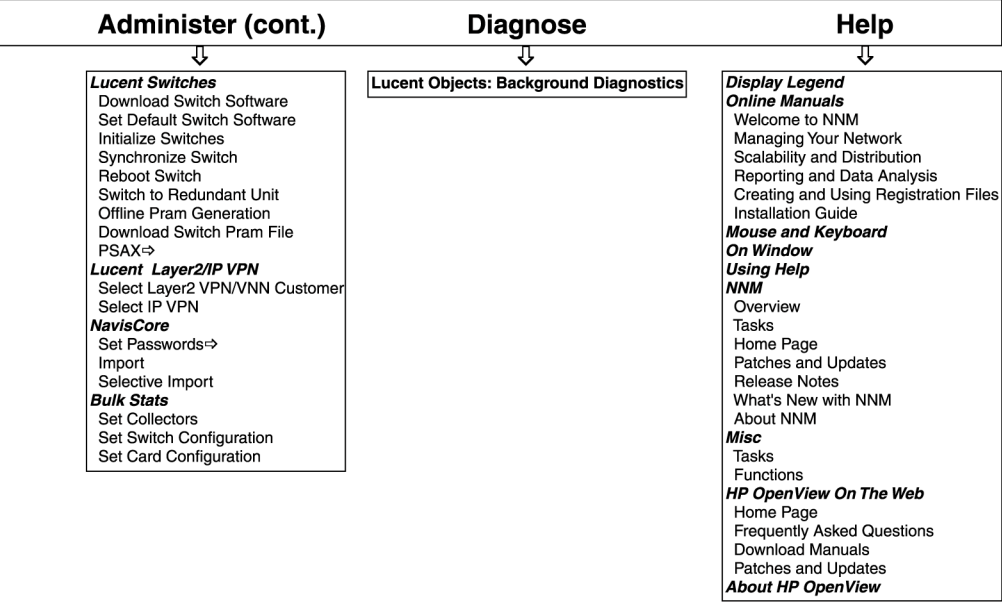 Administer (cont.)
Lucent Switches
Download Switch Software
Set Default Switch Software
Initialize Switches
Synchronize Switch
Reboot Switch
Switch to Redundant Unit
Offline Pram Generation
Download Switch Pram File
PSAX⇨
Lucent Layer2/IP VPN
Select Layer2 VPN/VNN Customer
Select IP VPN
NavisCore
Set Passwords⇨
Import
Selective Import
Bulk Stats
Set Collectors
Set Switch Configuration
Set Card Configuration
Diagnose
Lucent Objects: Background Diagnostics
Help
Display Legend
Online Manuals
Welcome to NNM
Managing Your Network
Scalability and Distribution
Reporting and Data Analysis
Creating and Using Registration Files
Installation Guide
Mouse and Keyboard
On Window
Using Help
NNM
Overview
Tasks
Home Page
Patches and Updates
Release Notes
What's New with NNM
About NNM
Misc
Tasks
Functions
HP OpenView On The Web
Home Page
Frequently Asked Questions
Download Manuals
Patches and Updates
About HP OpenView